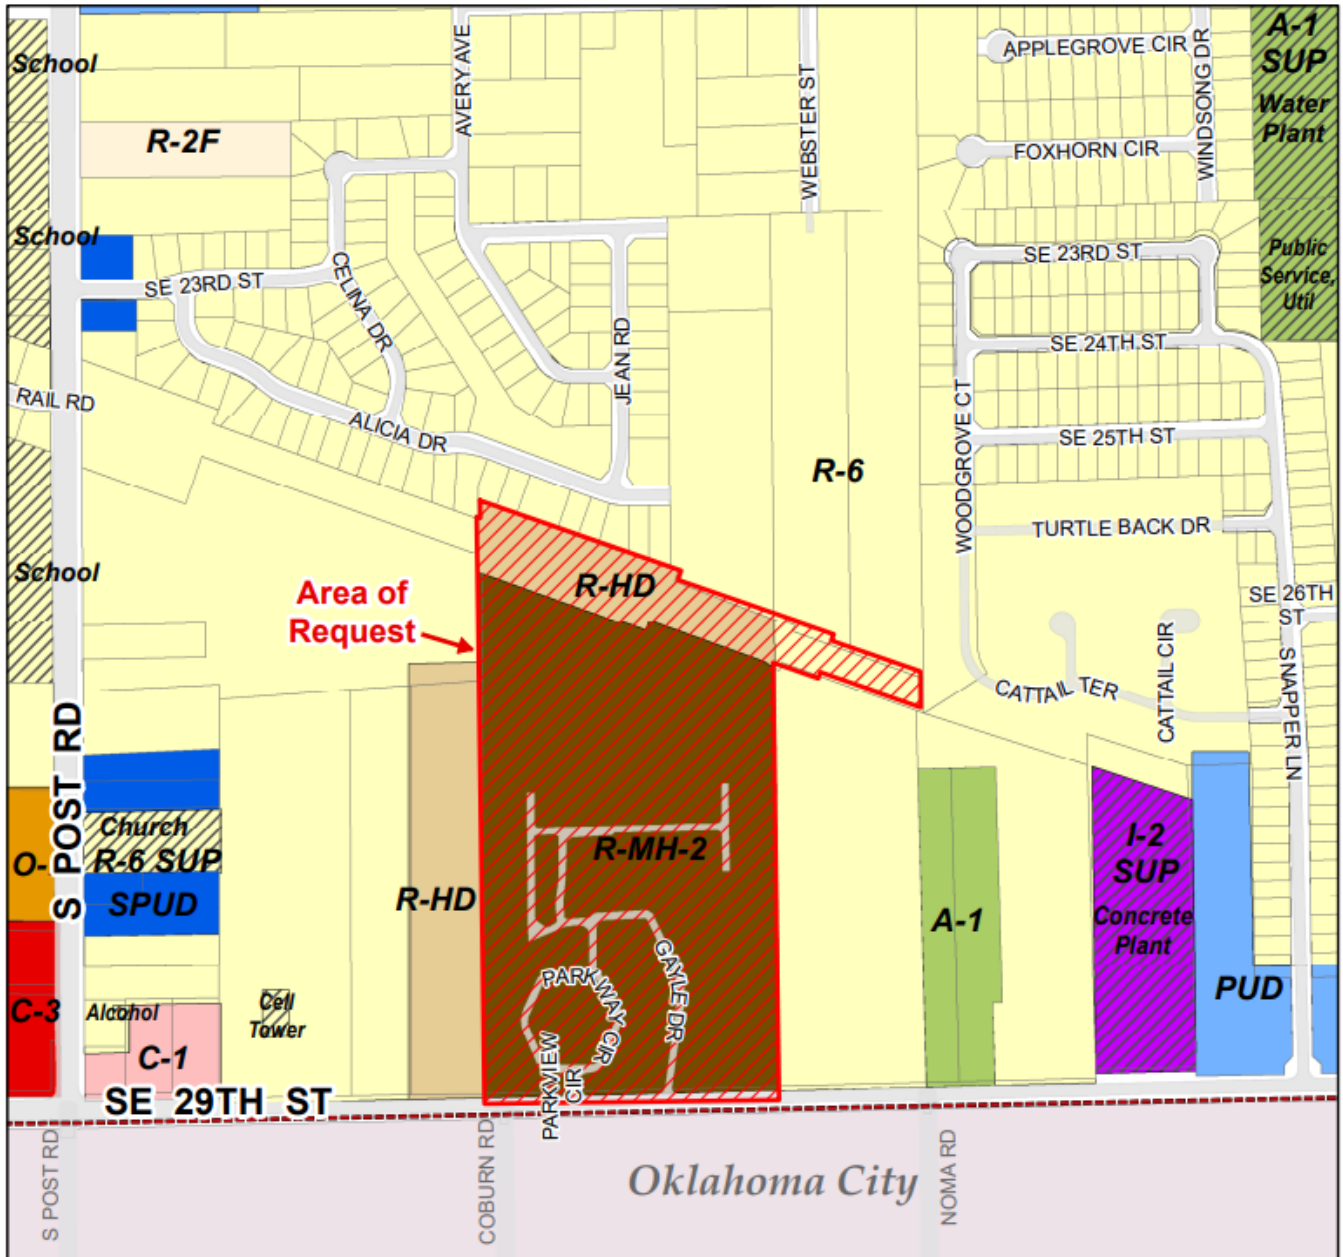 School
R-2F
AVERY AVE
WEBSTER ST
APPLEGROVE CIR
WINDSONG DR
A-1
SUP
Water
Plant
FOXHORN CIR
School
SE 23RD ST
CELINA DR
JEAN RD
SE 23RD ST
Public
Service,
Util
SE 24TH ST
RAIL RD
ALICIA DR
WOODGROVE CT
SE 25TH ST
R-6
TURTLE BACK DR
School
Area of
Request
R-HD
SE 26TH
ST
CATTAIL TER
CATTAIL CIR
SNAPPER LN
S POST RD
Church
R-6 SUP
O-
SPUD
R-HD
R-MH-2
A-1
I-2
SUP
Concrete
Plant
PUD
C-3
Alcohol
C-1
Cell
Tower
PARKWAY CIR
GAYLE DR
PARKVIEW
CIR
SE 29TH ST
S POST RD
COBURN RD
Oklahoma City
NOMA RD